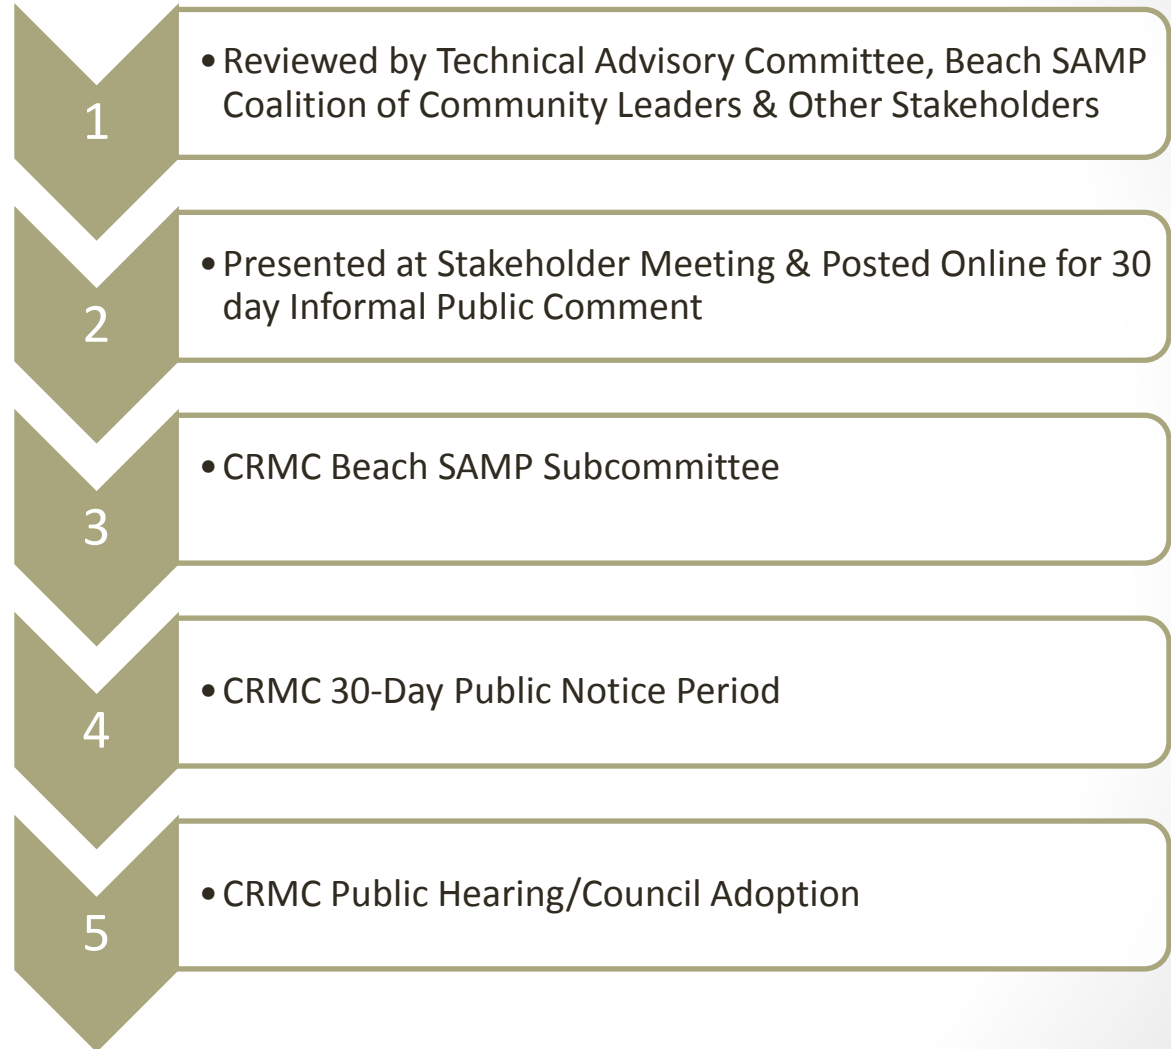 1
• Reviewed by Technical Advisory Committee, Beach SAMP
Coalition of Community Leaders & Other Stakeholders
2
• Presented at Stakeholder Meeting & Posted Online for 30
day Informal Public Comment
3
• CRMC Beach SAMP Subcommittee
4
• CRMC 30-Day Public Notice Period
5
• CRMC Public Hearing/Council Adoption